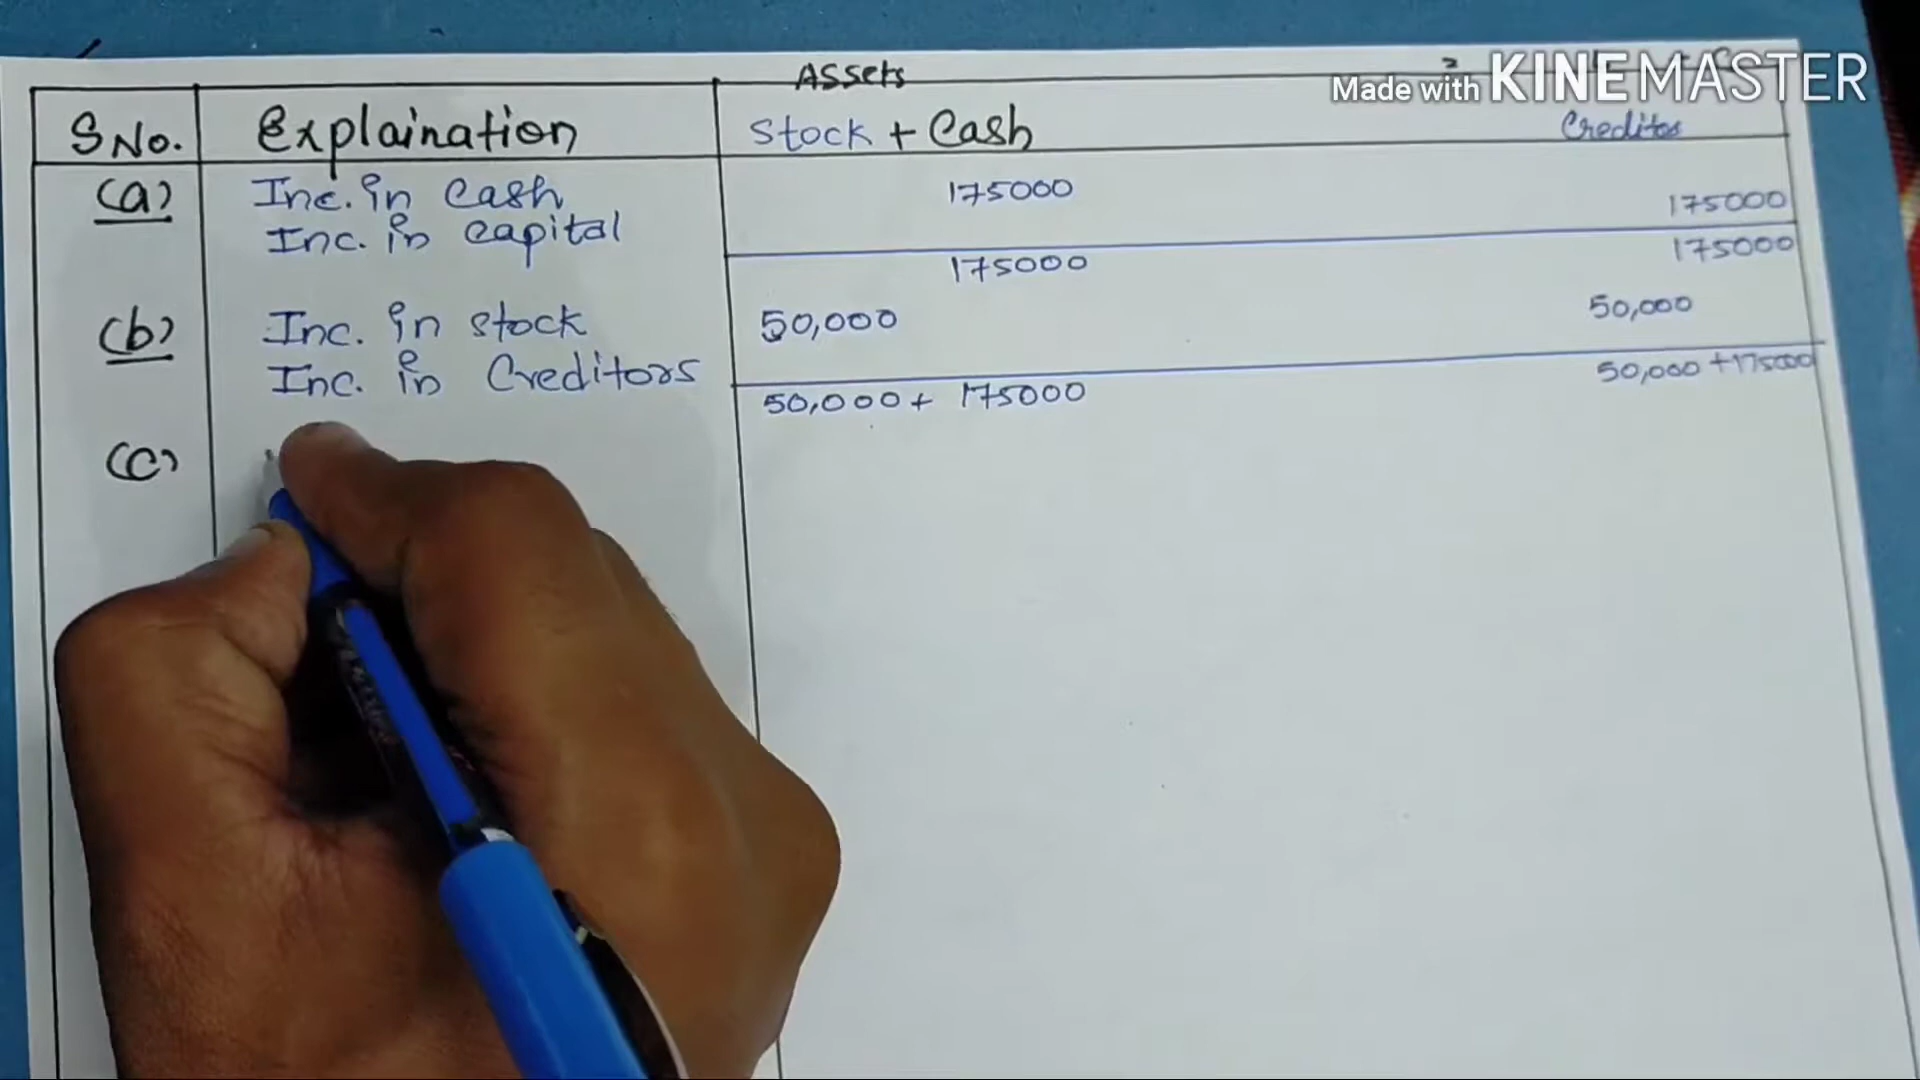 Assets
Made with KINEMASTER
S No. Explaination Stock + Cash Creditos
(a) Inc. in cash 175000 175000
Inc. in capital
175000 175000
(b) Inc. in stock 50,000 50,000
Inc. in Creditors
50,000 + 175000 50,000 + 175000
(c)